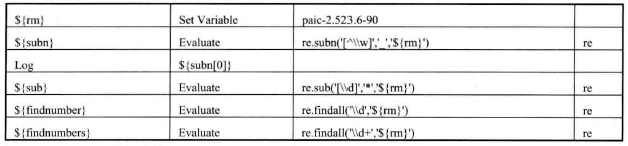 ${rm} Set Variable paic-2.523.6-90
${subn} Evaluate re.subn('[^\\w]','_','${rm}') re
Log ${subn[0]}
${sub} Evaluate re.sub('[\\d]','*','${rm}') re
${findnumber} Evaluate re.findall('\\d','${rm}') re
${findnumbers} Evaluate re.findall('\\d+','${rm}') re